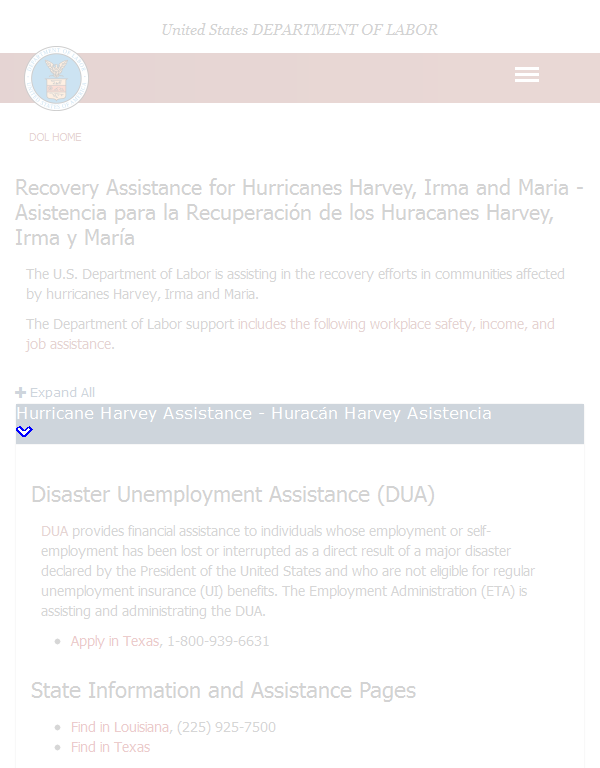 United States DEPARTMENT OF LABOR
DOL HOME
Recovery Assistance for Hurricanes Harvey, Irma and Maria -
Asistencia para la Recuperación de los Huracanes Harvey,
Irma y María
The U.S. Department of Labor is assisting in the recovery efforts in communities affected
by hurricanes Harvey, Irma and Maria.
The Department of Labor support includes the following workplace safety, income, and
job assistance.
Expand All
Hurricane Harvey Assistance - Huracán Harvey Asistencia
Disaster Unemployment Assistance (DUA)
DUA provides financial assistance to individuals whose employment or self-
employment has been lost or interrupted as a direct result of a major disaster
declared by the President of the United States and who are not eligible for regular
unemployment insurance (UI) benefits. The Employment Administration (ETA) is
assisting and administrating the DUA.
Apply in Texas, 1-800-939-6631
State Information and Assistance Pages
Find in Louisiana, (225) 925-7500
Find in Texas